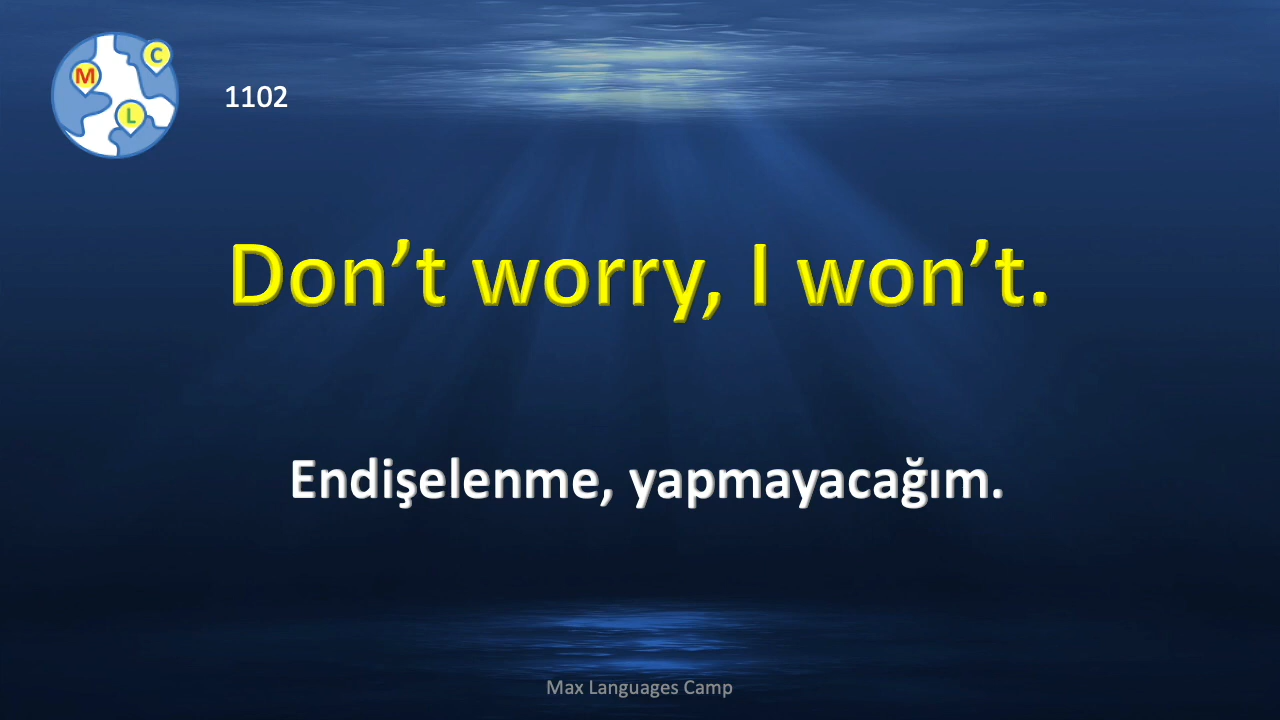 M
C
L
1102
Don’t worry, I won’t.
Endişelenme, yapmayacağım.
Max Languages Camp